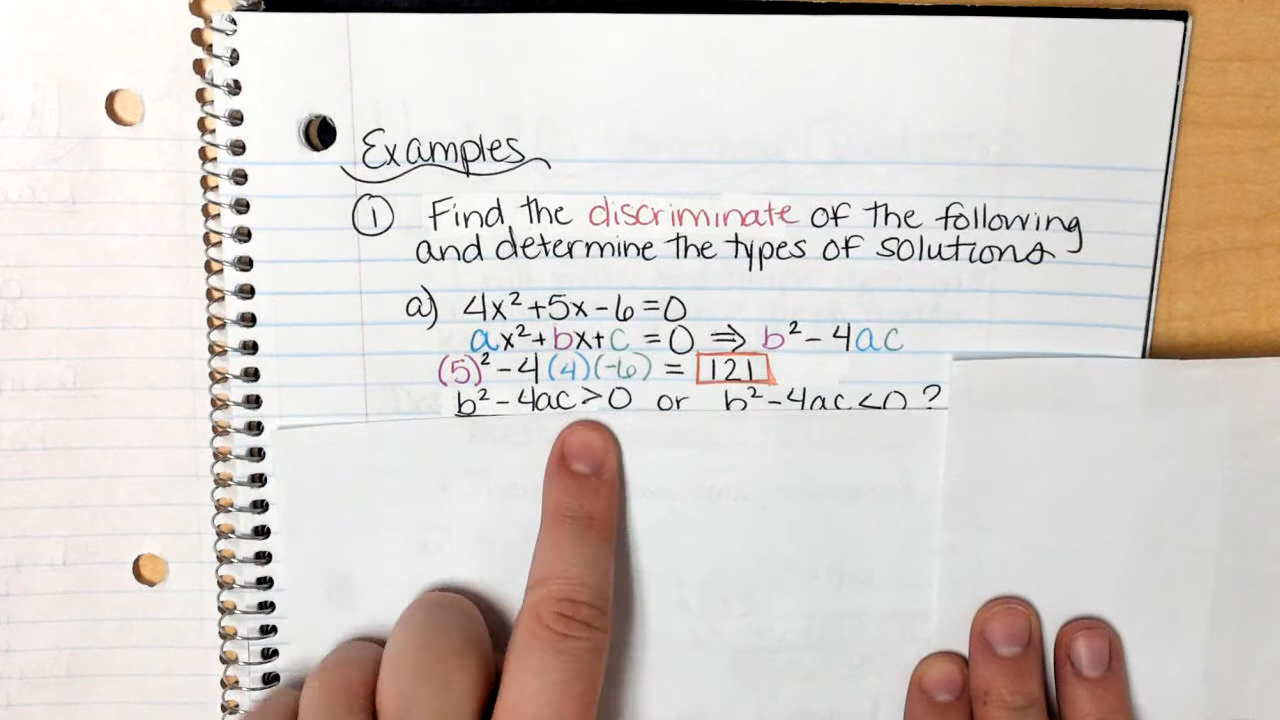 Examples
① Find the discriminate of the following
and determine the types of solutions
a) 4x²+5x-6=0
ax²+bx+c=0 ⇒ b²-4ac
(5)²-4(4)(-6) = 121
b²-4ac>0 or b²-4ac<0?